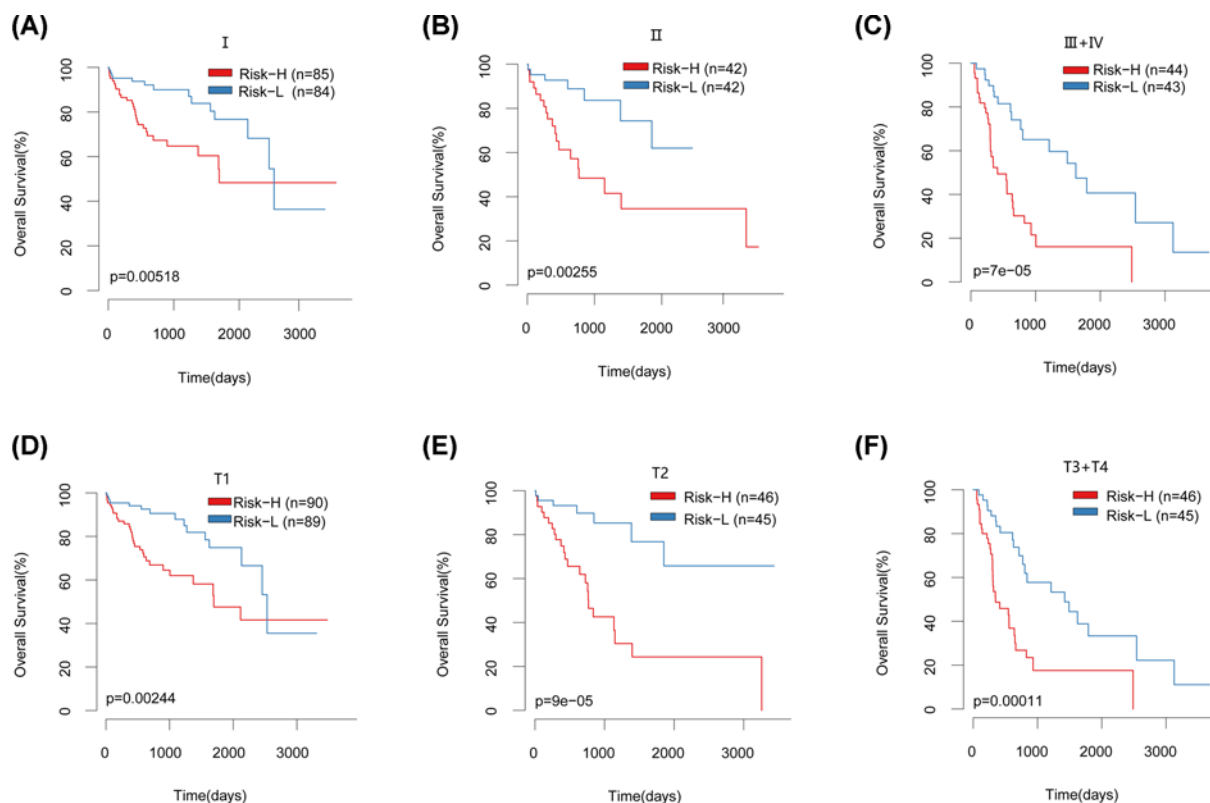 (A)
I
Risk-H (n=85)
Risk-L (n=84)
Overall Survival(%)
100
80
60
40
20
0
p=0.00518
0 1000 2000 3000
Time(days)
(B)
II
Risk-H (n=42)
Risk-L (n=42)
Overall Survival(%)
100
80
60
40
20
0
p=0.00255
0 1000 2000 3000
Time(days)
(C)
III+IV
Risk-H (n=44)
Risk-L (n=43)
Overall Survival(%)
100
80
60
40
20
0
p=7e-05
0 1000 2000 3000
Time(days)
(D)
T1
Risk-H (n=90)
Risk-L (n=89)
Overall Survival(%)
100
80
60
40
20
0
p=0.00244
0 1000 2000 3000
Time(days)
(E)
T2
Risk-H (n=46)
Risk-L (n=45)
Overall Survival(%)
100
80
60
40
20
0
p=9e-05
0 1000 2000 3000
Time(days)
(F)
T3+T4
Risk-H (n=46)
Risk-L (n=45)
Overall Survival(%)
100
80
60
40
20
0
p=0.00011
0 1000 2000 3000
Time(days)